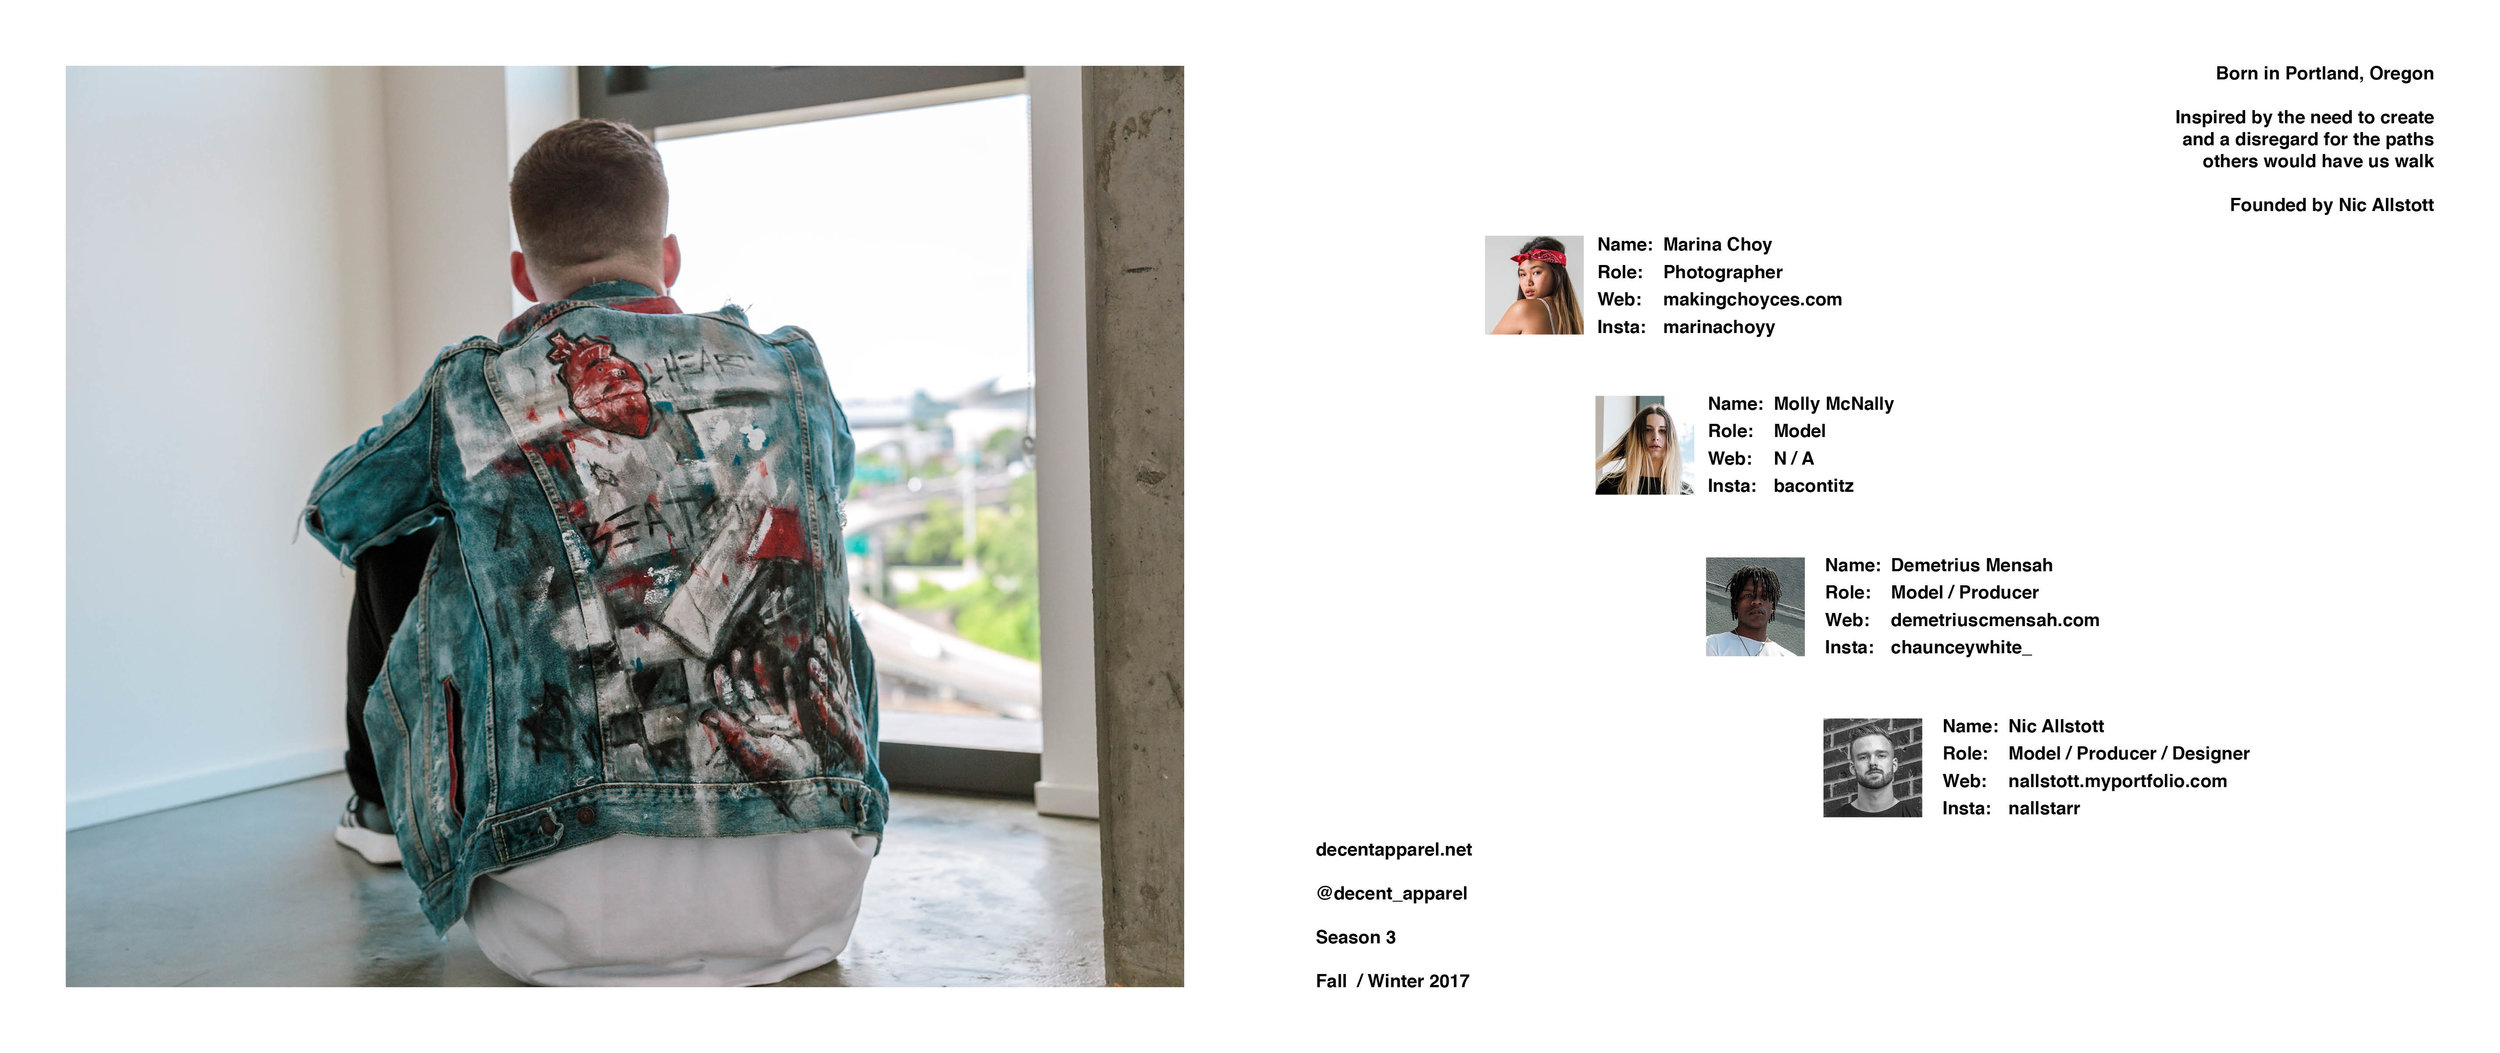 HEART
BEATS
Born in Portland, Oregon
Inspired by the need to create
and a disregard for the paths
others would have us walk
Founded by Nic Allstott
Name: Marina Choy
Role: Photographer
Web: makingchoyces.com
Insta: marinachoyy
Name: Molly McNally
Role: Model
Web: N / A
Insta: bacontitz
Name: Demetrius Mensah
Role: Model / Producer
Web: demetriuscmensah.com
Insta: chaunceywhite_
Name: Nic Allstott
Role: Model / Producer / Designer
Web: nallstott.myportfolio.com
Insta: nallstarr
decentapparel.net
@decent_apparel
Season 3
Fall / Winter 2017